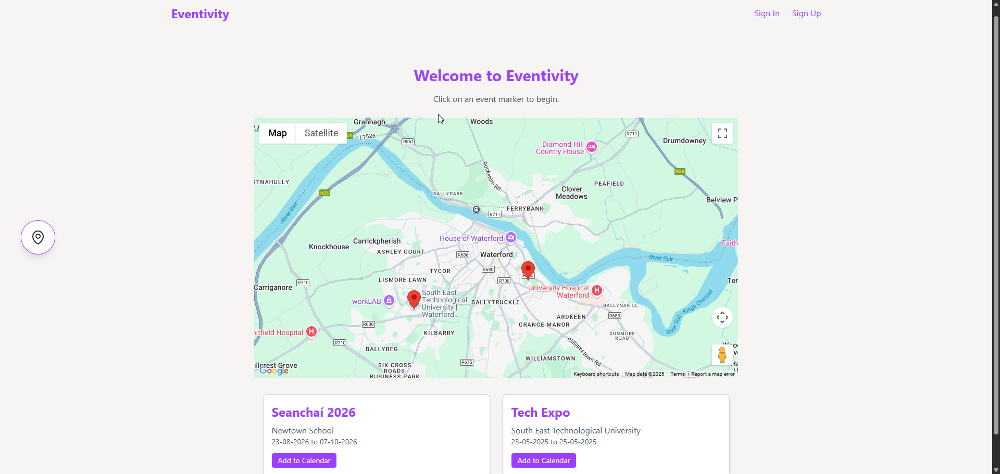 Eventivity
Sign In
Sign Up
Welcome to Eventivity
Click on an event marker to begin.
Map
Satellite
Grannagh
Woods
24
L7526
R861
R711
Drumdowney
Diamond Hill
Country House
Rockshire Rd
N29
RTNAHULLY
N25
SALLYPARK
Clover
Meadows
PEAFIELD
Belview P
River Suir
R711
FERRYBANK
Knockhouse
Carrickpherish
ASHLEY COURT
House of Waterford
R686
Waterford
River Suir
Faith
TYCOR
R680
LISMORE LAWN
R708
Carriganore
R710
University Hospital
Waterford
Ter
workLAB
South East
Technological
University |
Waterford...
BALLYTRUCKLE
BALLYNAKILL
River Suir - Kings Channel
ARDKEEN
R683
R680
GRANGE MANOR
KILBARRY
DUNMORE
ROAD
itfield Hospital
R710
BALLYBEG
Williamstown Rd
WILLIAMSTOWN
R675
illcrest Grove
SIX CROSS
ROADS
BUSINESS PARK
Google
Keyboard shortcuts
Map data ©2025
Terms
Report a map error
Seanchaí 2026
Newtown School
23-08-2026 to 07-10-2026
Add to Calendar
Tech Expo
South East Technological University
23-05-2025 to 25-05-2025
Add to Calendar